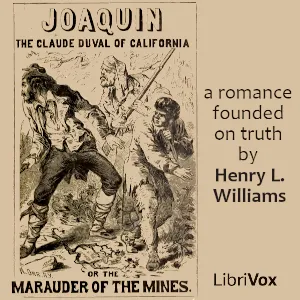 JOAQUIN
THE CLAUDE DUVAL OF CALIFORNIA
OR THE
MARAUDER OF THE MINES.
a romance
founded
on truth
by
Henry L.
Williams
LibriVox